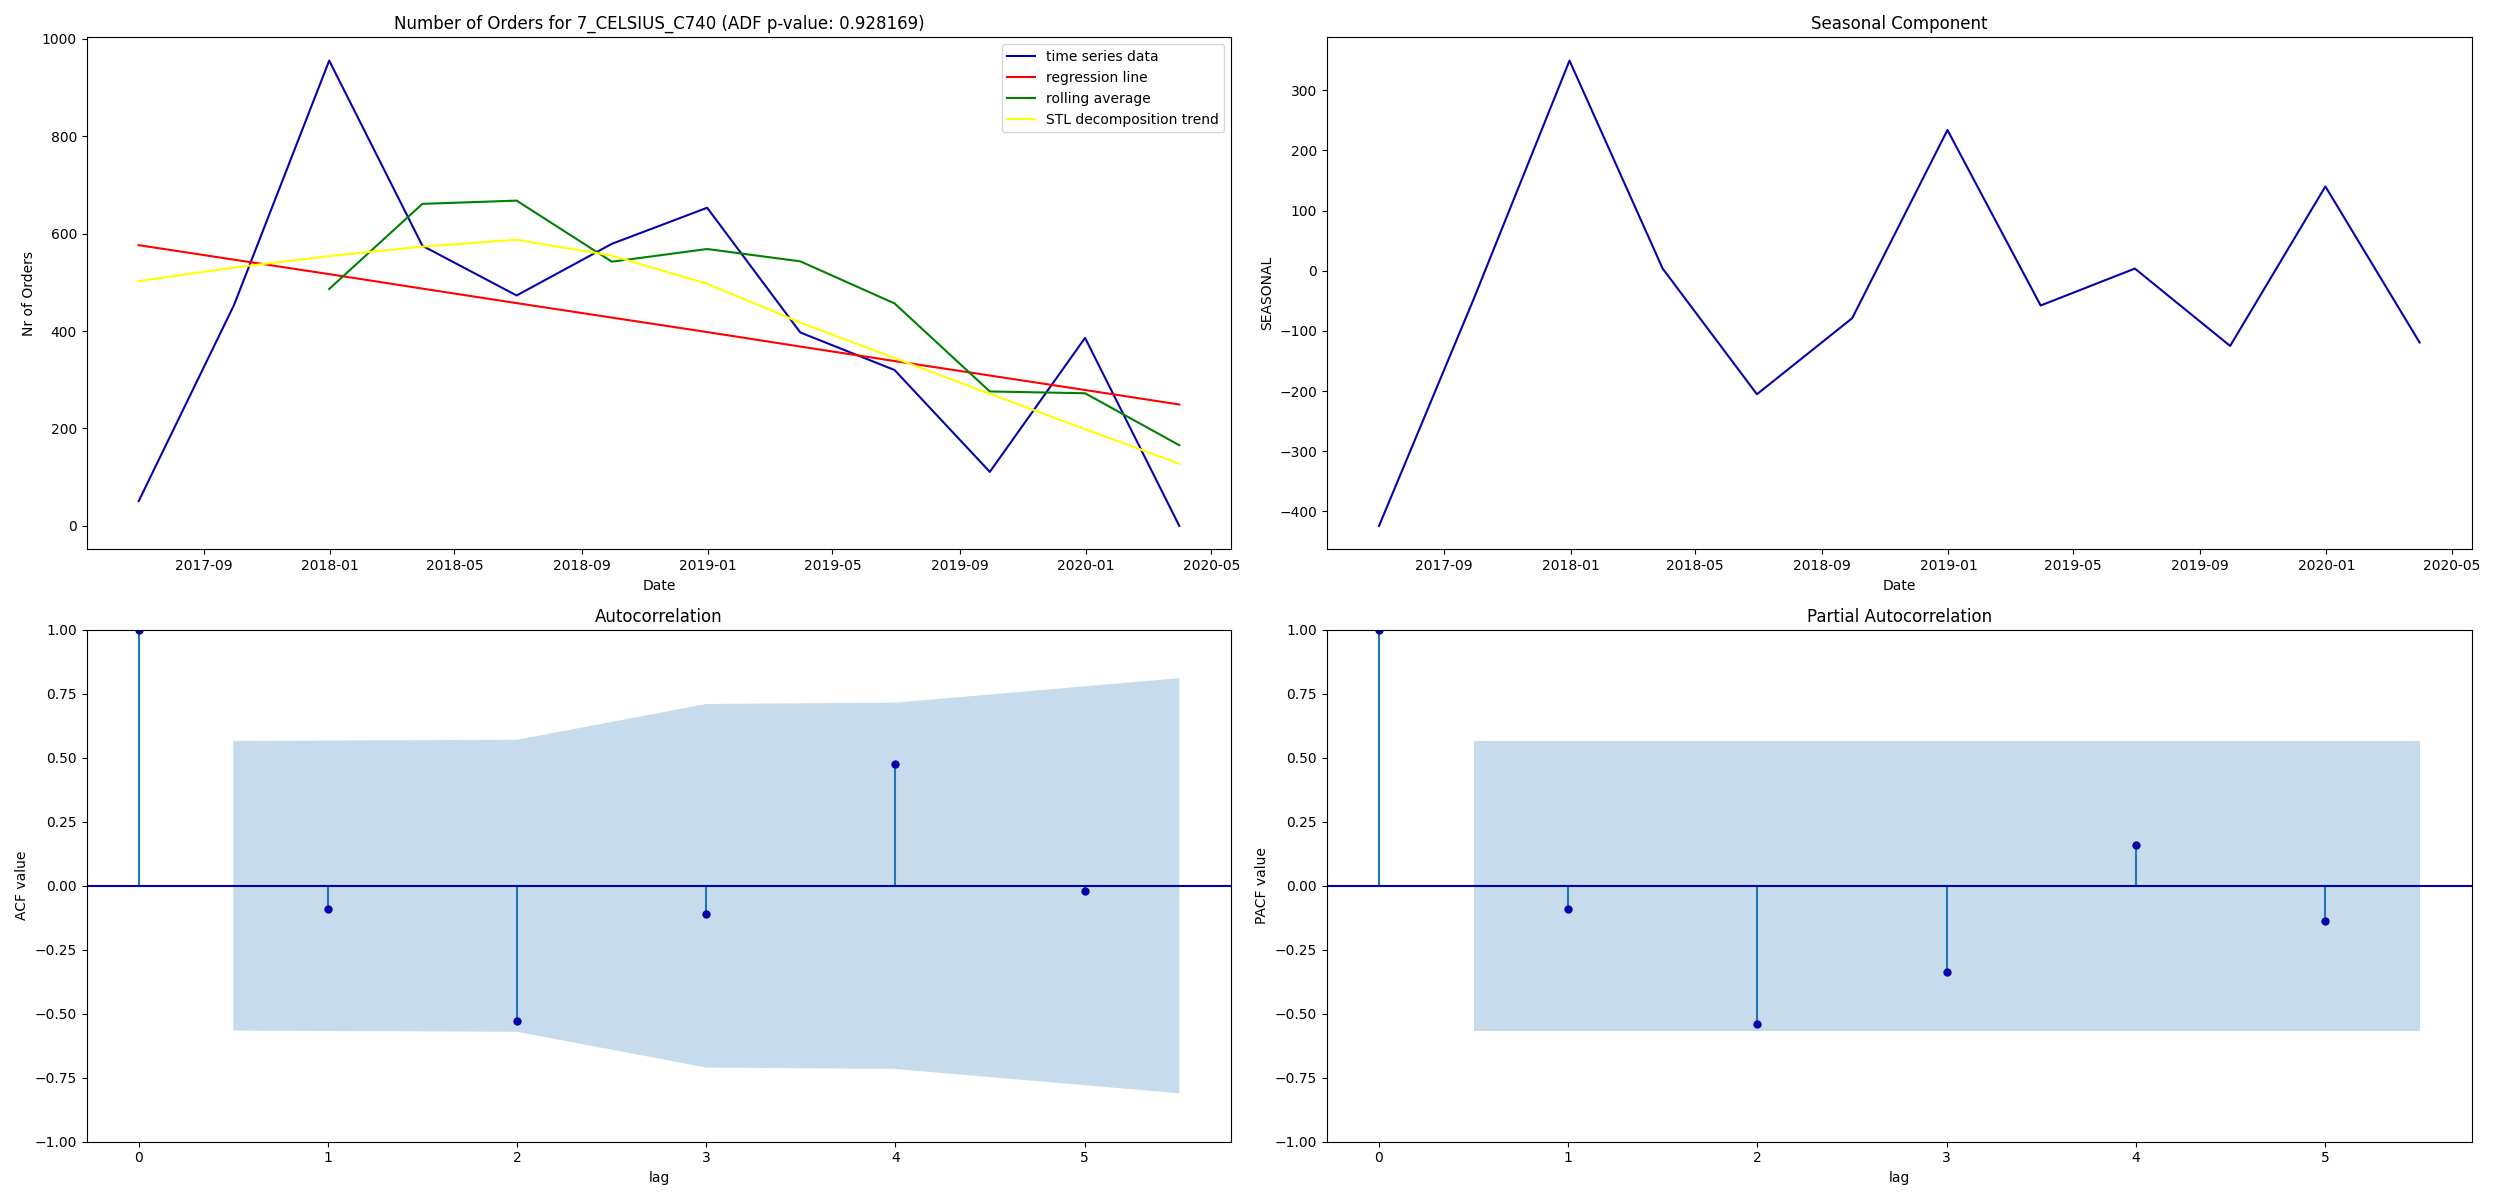 Number of Orders for 7_CELSIUS_C740 (ADF p-value: 0.928169)
time series data
regression line
rolling average
STL decomposition trend
Nr of Orders
1000
800
600
400
200
0
2017-09 2018-01 2018-05 2018-09 2019-01 2019-05 2019-09 2020-01 2020-05
Date
Seasonal Component
SEASONAL
300
200
100
0
−100
−200
−300
−400
2017-09 2018-01 2018-05 2018-09 2019-01 2019-05 2019-09 2020-01 2020-05
Date
Autocorrelation
ACF value
1.00
0.75
0.50
0.25
0.00
−0.25
−0.50
−0.75
−1.00
0 1 2 3 4 5
lag
Partial Autocorrelation
PACF value
1.00
0.75
0.50
0.25
0.00
−0.25
−0.50
−0.75
−1.00
0 1 2 3 4 5
lag